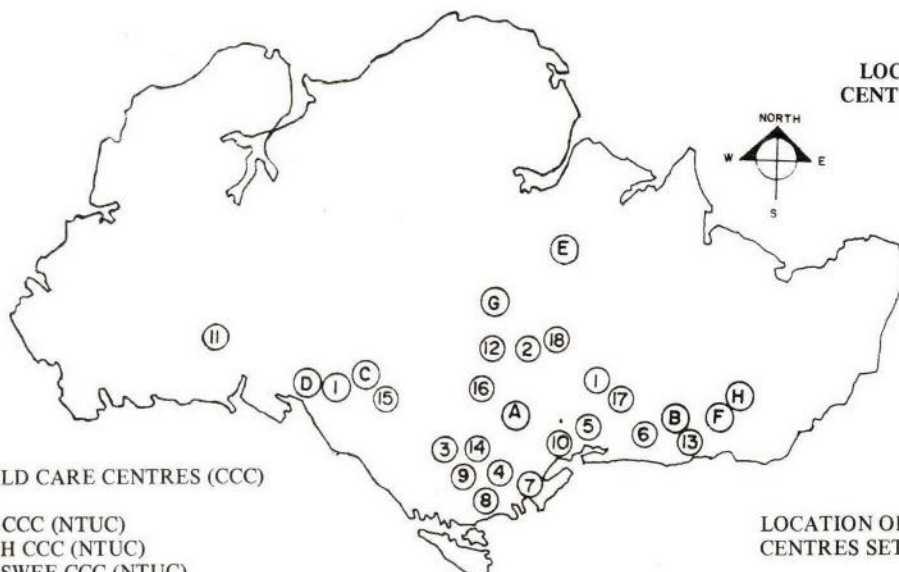 LOC
CENT
NORTH
W E
S
E
G
11
12 2 18
D 1 C
15
16
1
17
A
B F H
3 14
10 5
6 13
9 4
7
8
LD CARE CENTRES (CCC)
CCC (NTUC)
H CCC (NTUC)
SWEE CCC (NTUC)
LOCATION OF
CENTRES SET